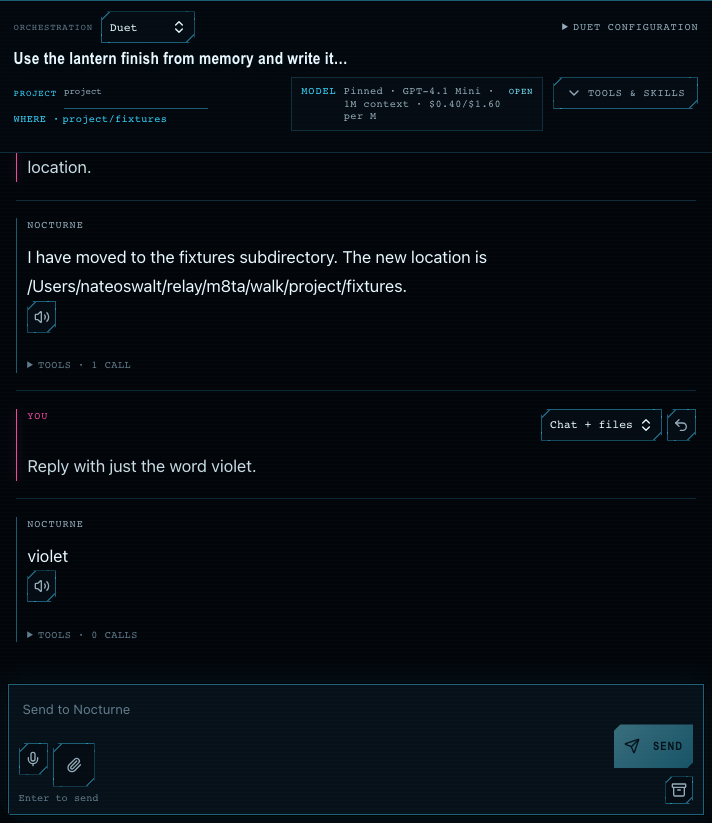 ORCHESTRATION Duet ▶ DUET CONFIGURATION
Use the lantern finish from memory and write it…
PROJECT project
WHERE · project/fixtures
MODEL Pinned · GPT-4.1 Mini · OPEN
1M context · $0.40/$1.60
per M
TOOLS & SKILLS
location.
NOCTURNE
I have moved to the fixtures subdirectory. The new location is
/Users/nateoswalt/relay/m8ta/walk/project/fixtures.
▶ TOOLS · 1 CALL
YOU
Chat + files
Reply with just the word violet.
NOCTURNE
violet
▶ TOOLS · 0 CALLS
Send to Nocturne
SEND
Enter to send